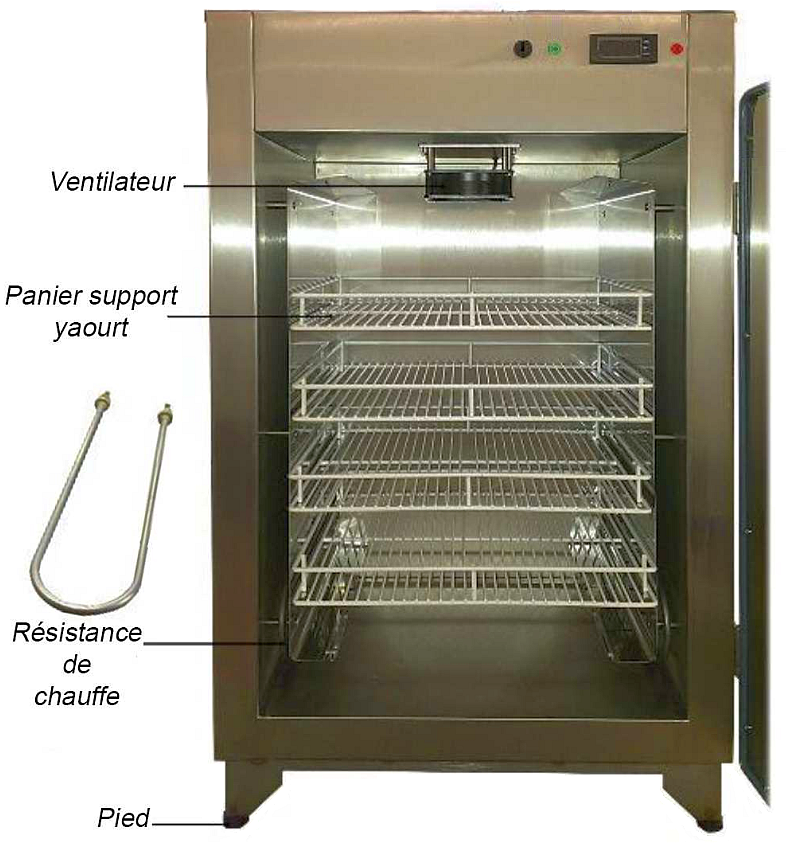 Ventilateur
Panier support
yaourt
Résistance
de
chauffe
Pied